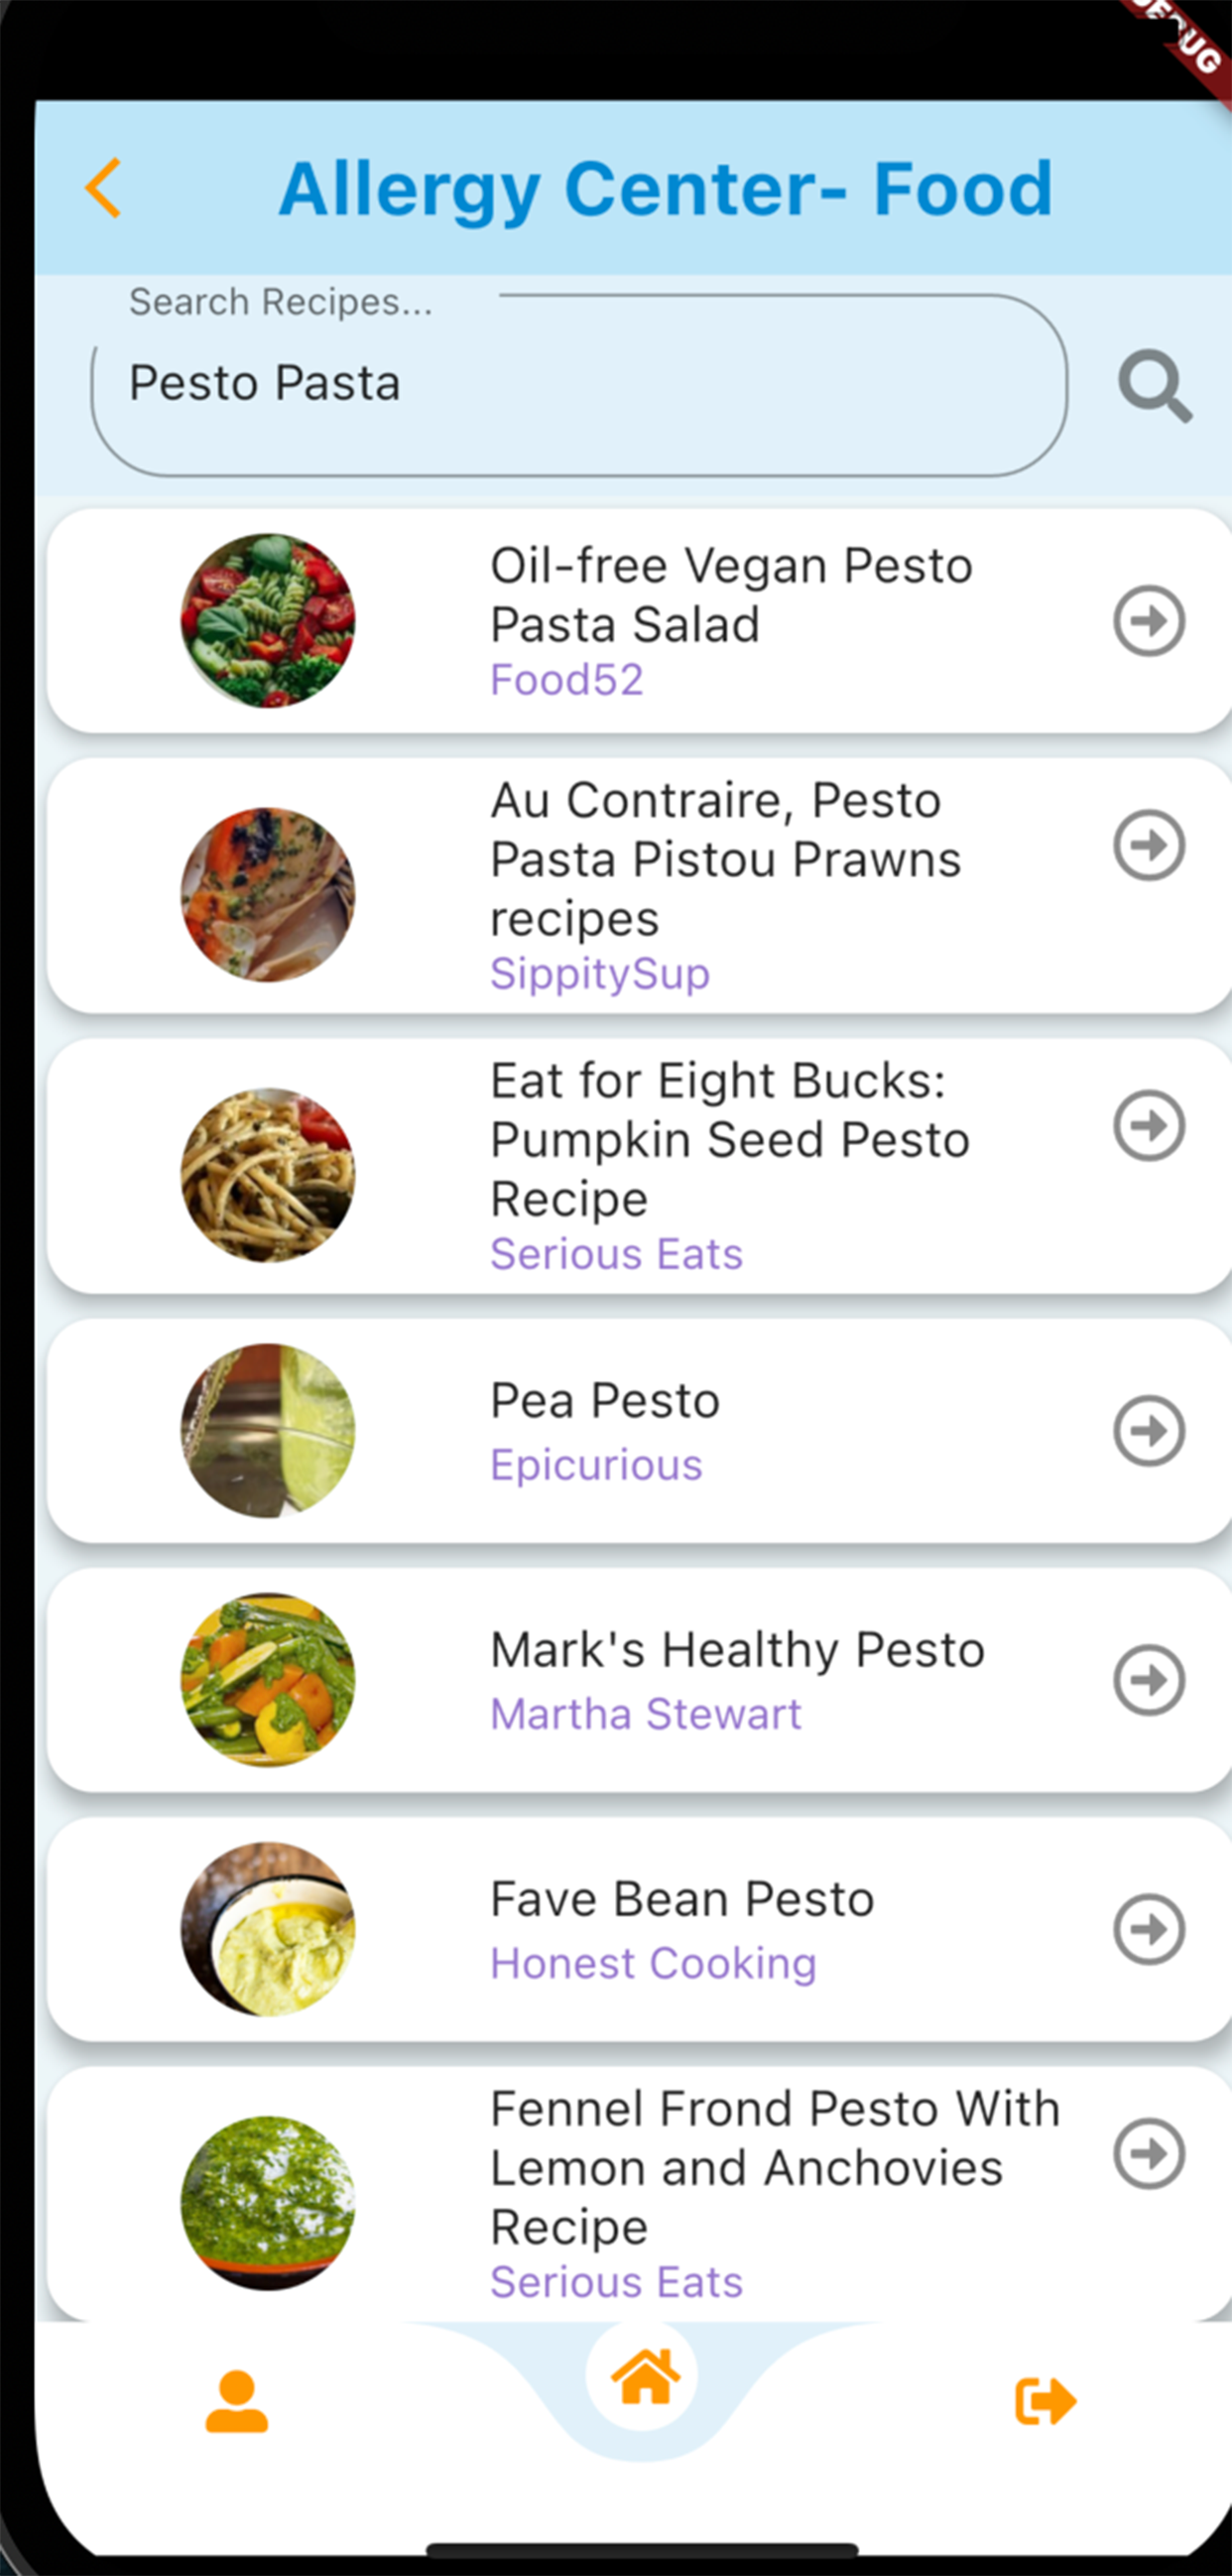 DEBUG
Allergy Center- Food
Search Recipes...
Pesto Pasta
Oil-free Vegan Pesto
Pasta Salad
Food52
Au Contraire, Pesto
Pasta Pistou Prawns
recipes
SippitySup
Eat for Eight Bucks:
Pumpkin Seed Pesto
Recipe
Serious Eats
Pea Pesto
Epicurious
Mark's Healthy Pesto
Martha Stewart
Fave Bean Pesto
Honest Cooking
Fennel Frond Pesto With
Lemon and Anchovies
Recipe
Serious Eats